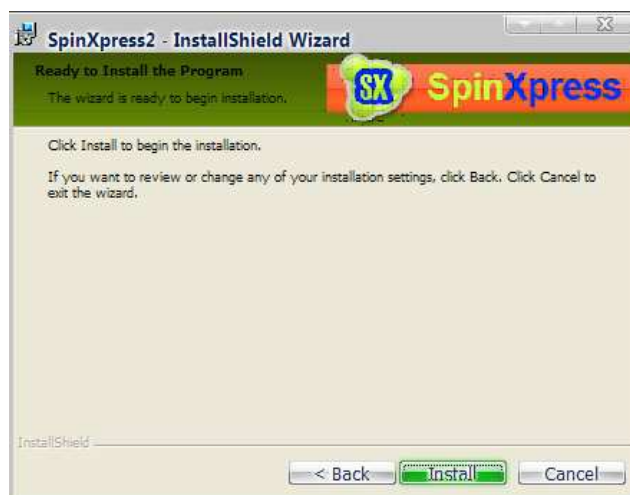 SpinXpress2 - InstallShield Wizard
Ready to Install the Program
The wizard is ready to begin installation.
SX SpinXpress
Click Install to begin the installation.
If you want to review or change any of your installation settings, click Back. Click Cancel to
exit the wizard.
InstallShield
< Back Install Cancel